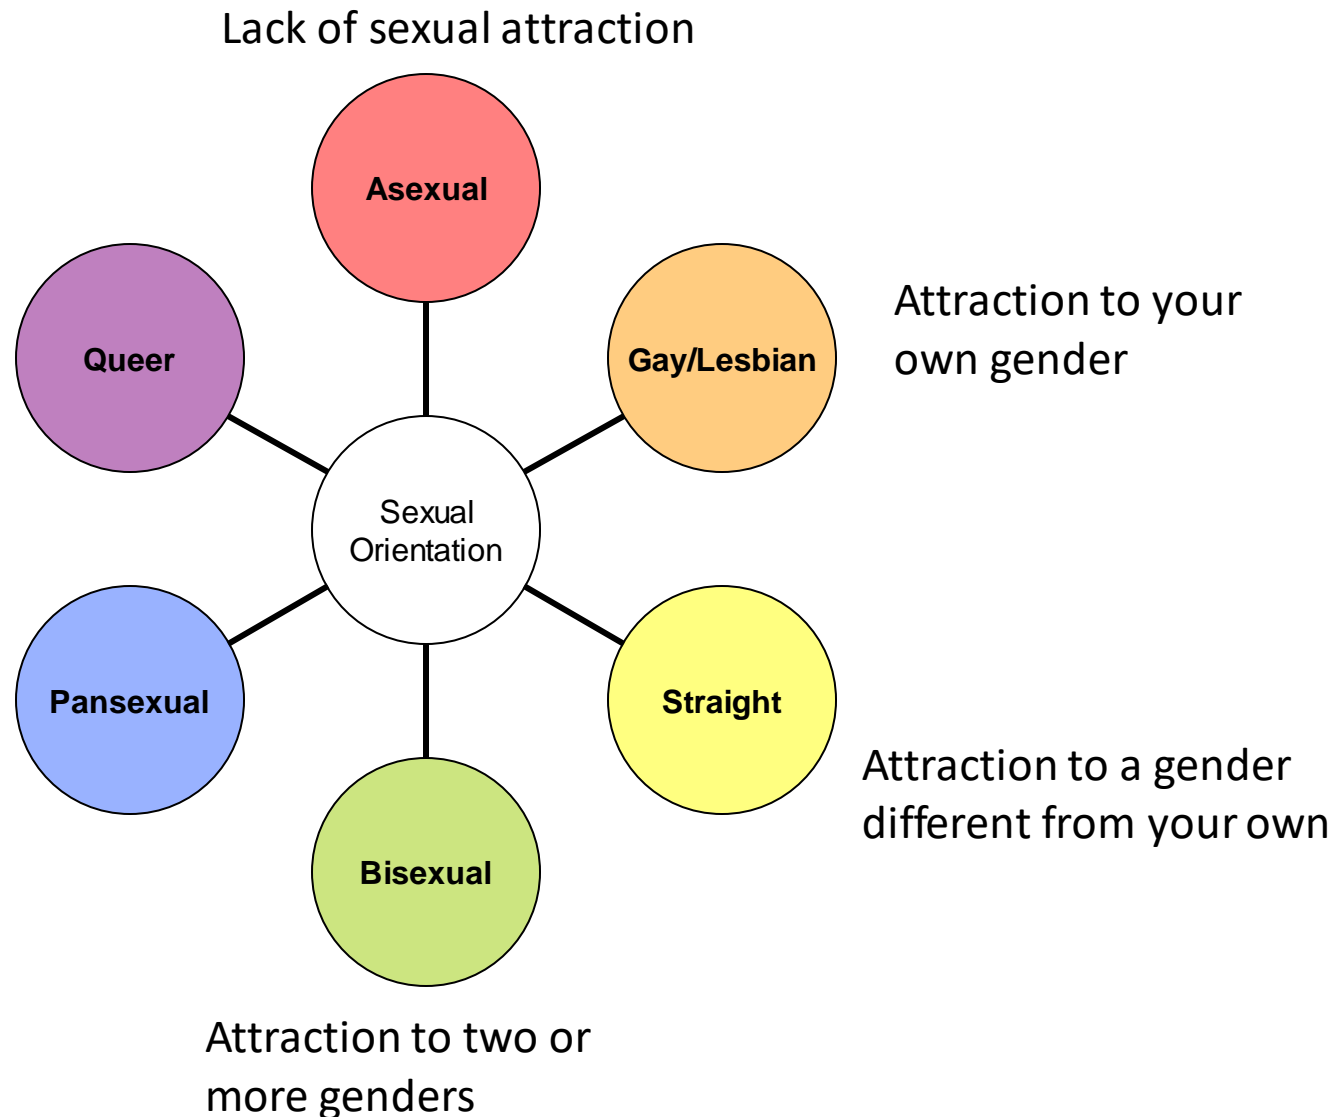 Lack of sexual attraction
Asexual
Queer
Gay/Lesbian
Attraction to your
own gender
Sexual
Orientation
Pansexual
Straight
Attraction to a gender
different from your own
Bisexual
Attraction to two or
more genders